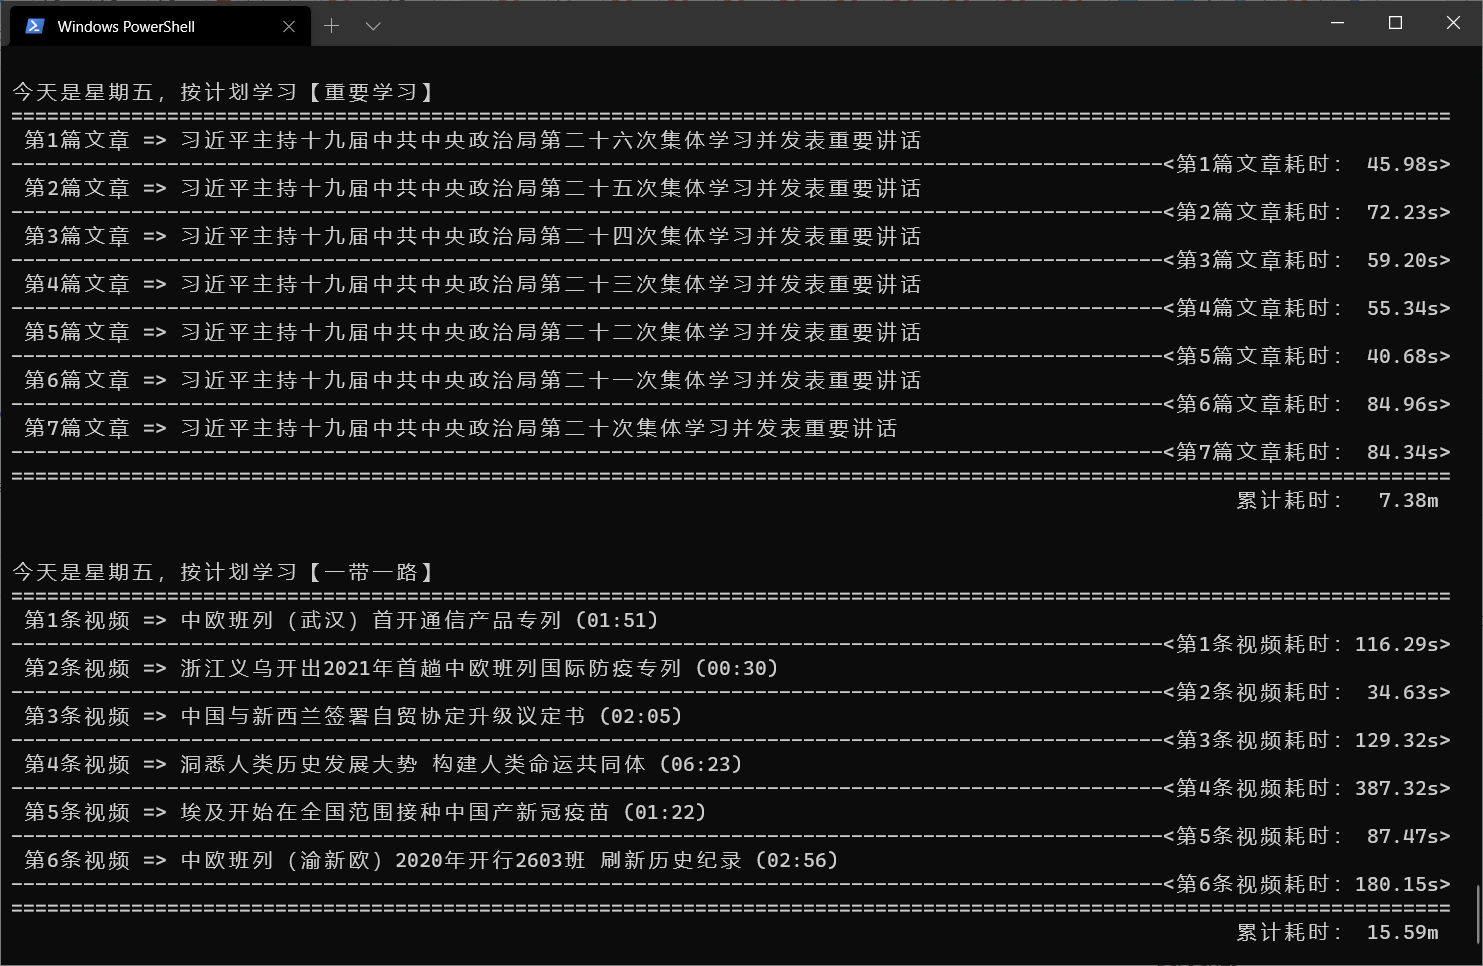 Windows PowerShell
今天是星期五，按计划学习【重要学习】
========================================================================================================================
第1篇文章 => 习近平主持十九届中共中央政治局第二十六次集体学习并发表重要讲话
------------------------------------------------------------------------------------------------<第1篇文章耗时： 45.98s>
第2篇文章 => 习近平主持十九届中共中央政治局第二十五次集体学习并发表重要讲话
------------------------------------------------------------------------------------------------<第2篇文章耗时： 72.23s>
第3篇文章 => 习近平主持十九届中共中央政治局第二十四次集体学习并发表重要讲话
------------------------------------------------------------------------------------------------<第3篇文章耗时： 59.20s>
第4篇文章 => 习近平主持十九届中共中央政治局第二十三次集体学习并发表重要讲话
------------------------------------------------------------------------------------------------<第4篇文章耗时： 55.34s>
第5篇文章 => 习近平主持十九届中共中央政治局第二十二次集体学习并发表重要讲话
------------------------------------------------------------------------------------------------<第5篇文章耗时： 40.68s>
第6篇文章 => 习近平主持十九届中共中央政治局第二十一次集体学习并发表重要讲话
------------------------------------------------------------------------------------------------<第6篇文章耗时： 84.96s>
第7篇文章 => 习近平主持十九届中共中央政治局第二十次集体学习并发表重要讲话
------------------------------------------------------------------------------------------------<第7篇文章耗时： 84.34s>
========================================================================================================================
累计耗时： 7.38m
今天是星期五，按计划学习【一带一路】
========================================================================================================================
第1条视频 => 中欧班列（武汉）首开通信产品专列 (01:51)
------------------------------------------------------------------------------------------------<第1条视频耗时：116.29s>
第2条视频 => 浙江义乌开出2021年首趟中欧班列国际防疫专列 (00:30)
------------------------------------------------------------------------------------------------<第2条视频耗时： 34.63s>
第3条视频 => 中国与新西兰签署自贸协定升级议定书 (02:05)
------------------------------------------------------------------------------------------------<第3条视频耗时：129.32s>
第4条视频 => 洞悉人类历史发展大势 构建人类命运共同体 (06:23)
------------------------------------------------------------------------------------------------<第4条视频耗时：387.32s>
第5条视频 => 埃及开始在全国范围接种中国产新冠疫苗 (01:22)
------------------------------------------------------------------------------------------------<第5条视频耗时： 87.47s>
第6条视频 => 中欧班列（渝新欧）2020年开行2603班 刷新历史纪录 (02:56)
------------------------------------------------------------------------------------------------<第6条视频耗时：180.15s>
========================================================================================================================
累计耗时： 15.59m